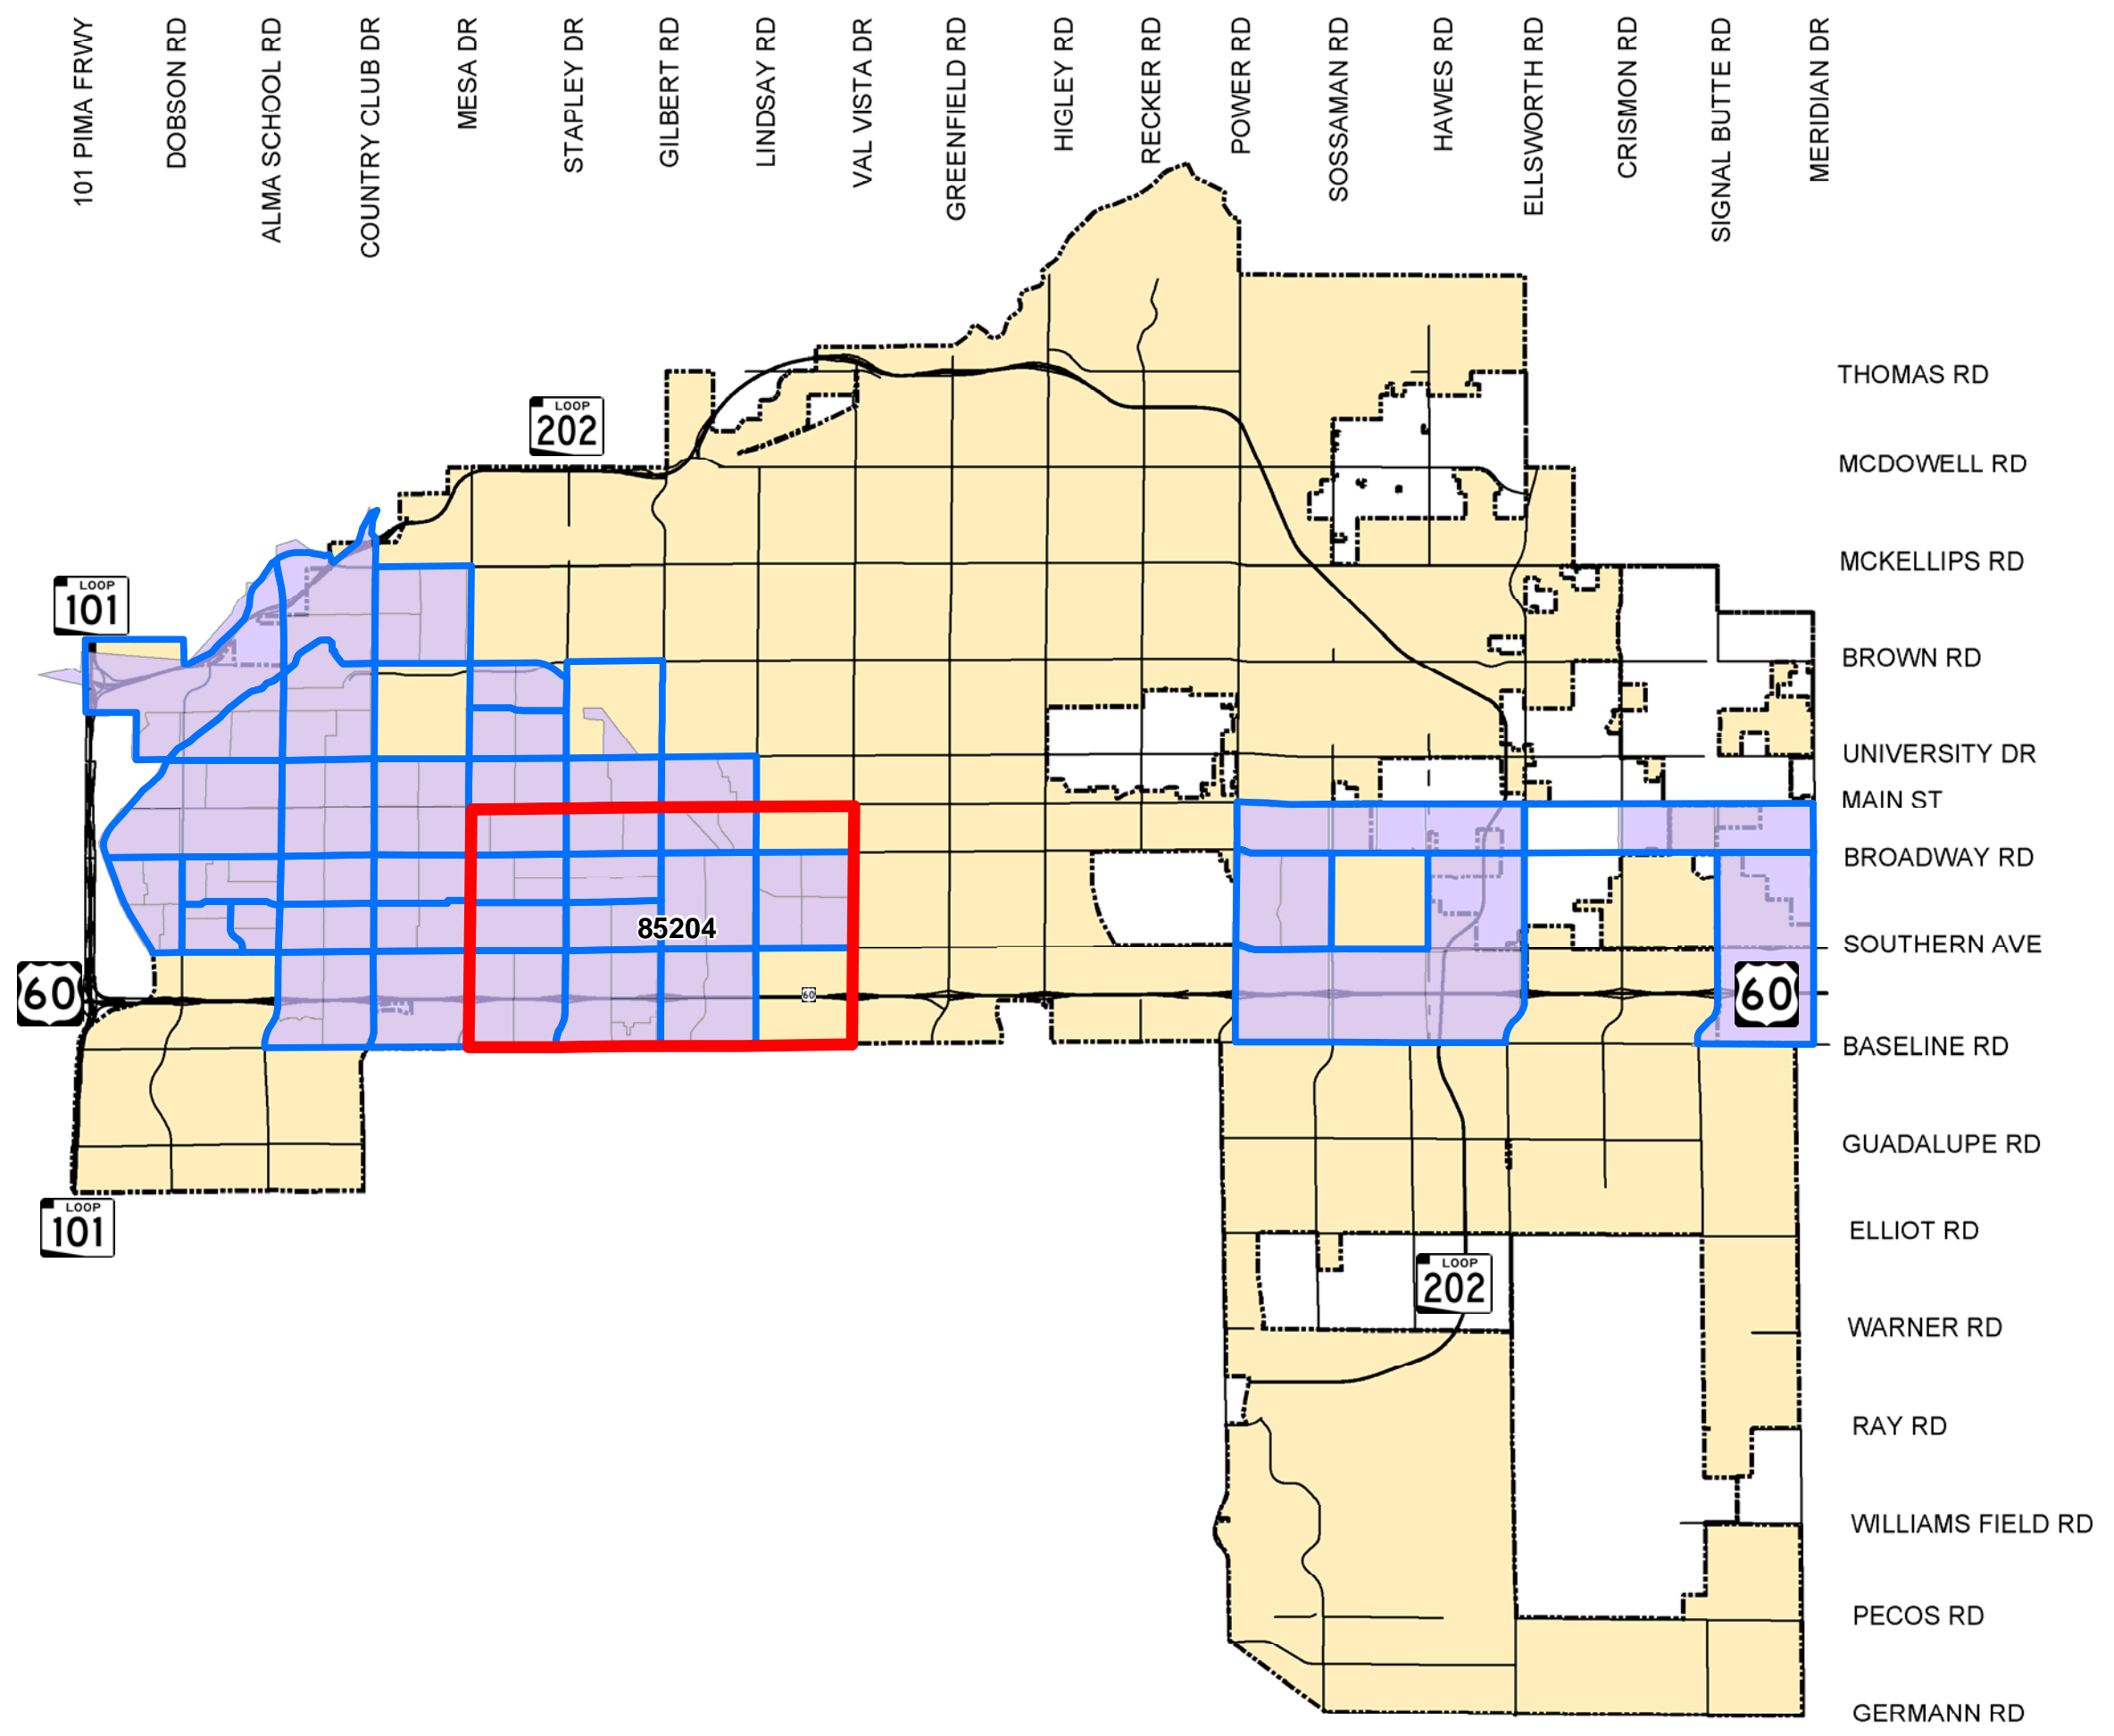 101 PIMA FRWY
DOBSON RD
ALMA SCHOOL RD
COUNTRY CLUB DR
MESA DR
STAPLEY DR
GILBERT RD
LINDSAY RD
VAL VISTA DR
GREENFIELD RD
HIGLEY RD
RECKER RD
POWER RD
SOSSAMAN RD
HAWES RD
ELLSWORTH RD
CRISMON RD
SIGNAL BUTTE RD
MERIDIAN DR
THOMAS RD
LOOP
202
MCDOWELL RD
MCKELLIPS RD
LOOP
101
BROWN RD
UNIVERSITY DR
MAIN ST
BROADWAY RD
85204
SOUTHERN AVE
60
60
60
BASELINE RD
GUADALUPE RD
LOOP
101
ELLIOT RD
LOOP
202
WARNER RD
RAY RD
WILLIAMS FIELD RD
PECOS RD
GERMANN RD